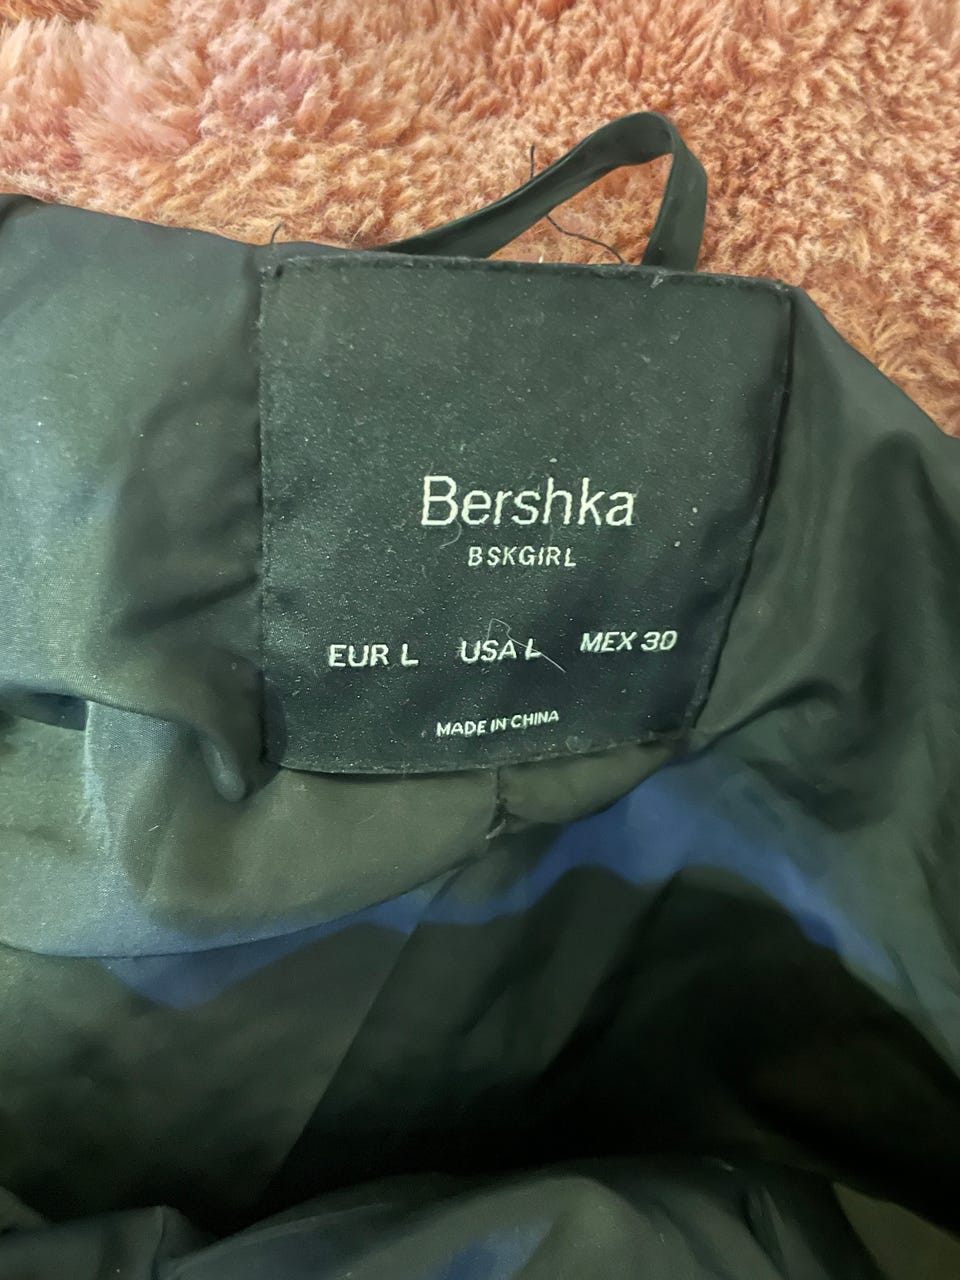 Bershka
BSKGIRL
EUR L USA L MEX 30
MADE IN CHINA